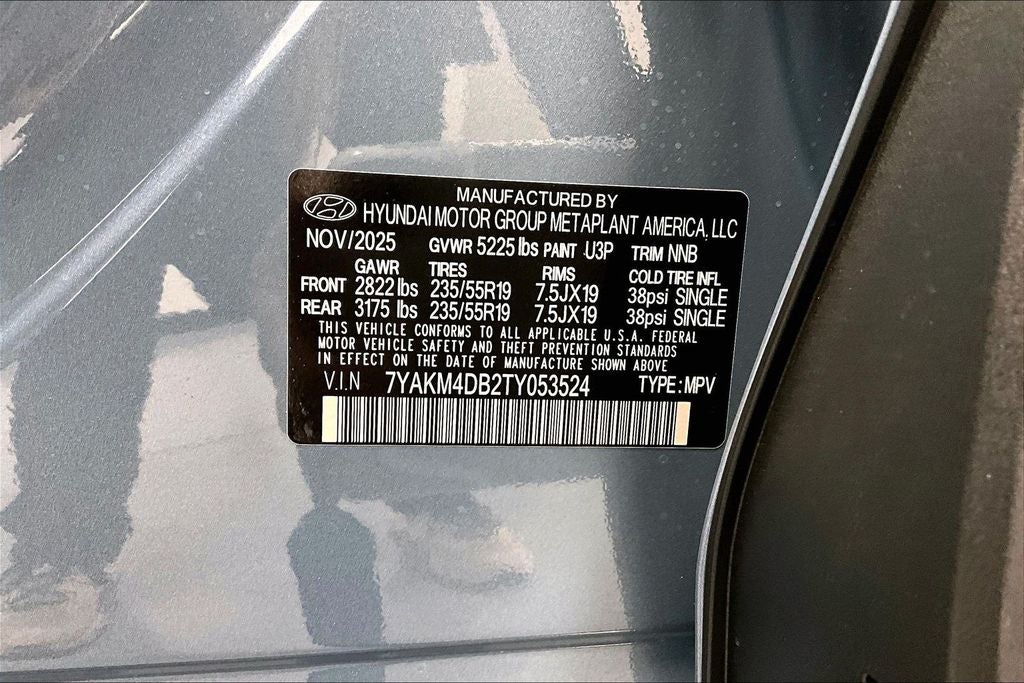 MANUFACTURED BY
HYUNDAI MOTOR GROUP METAPLANT AMERICA, LLC
NOV/2025 GVWR 5225 lbs PAINT U3P TRIM NNB
GAWR TIRES RIMS COLD TIRE INFL
FRONT 2822 lbs 235/55R19 7.5JX19 38psi SINGLE
REAR 3175 lbs 235/55R19 7.5JX19 38psi SINGLE
THIS VEHICLE CONFORMS TO ALL APPLICABLE U.S.A. FEDERAL
MOTOR VEHICLE SAFETY AND THEFT PREVENTION STANDARDS
IN EFFECT ON THE DATE OF MANUFACTURE SHOWN ABOVE
V.I.N 7YAKM4DB2TY053524 TYPE : MPV